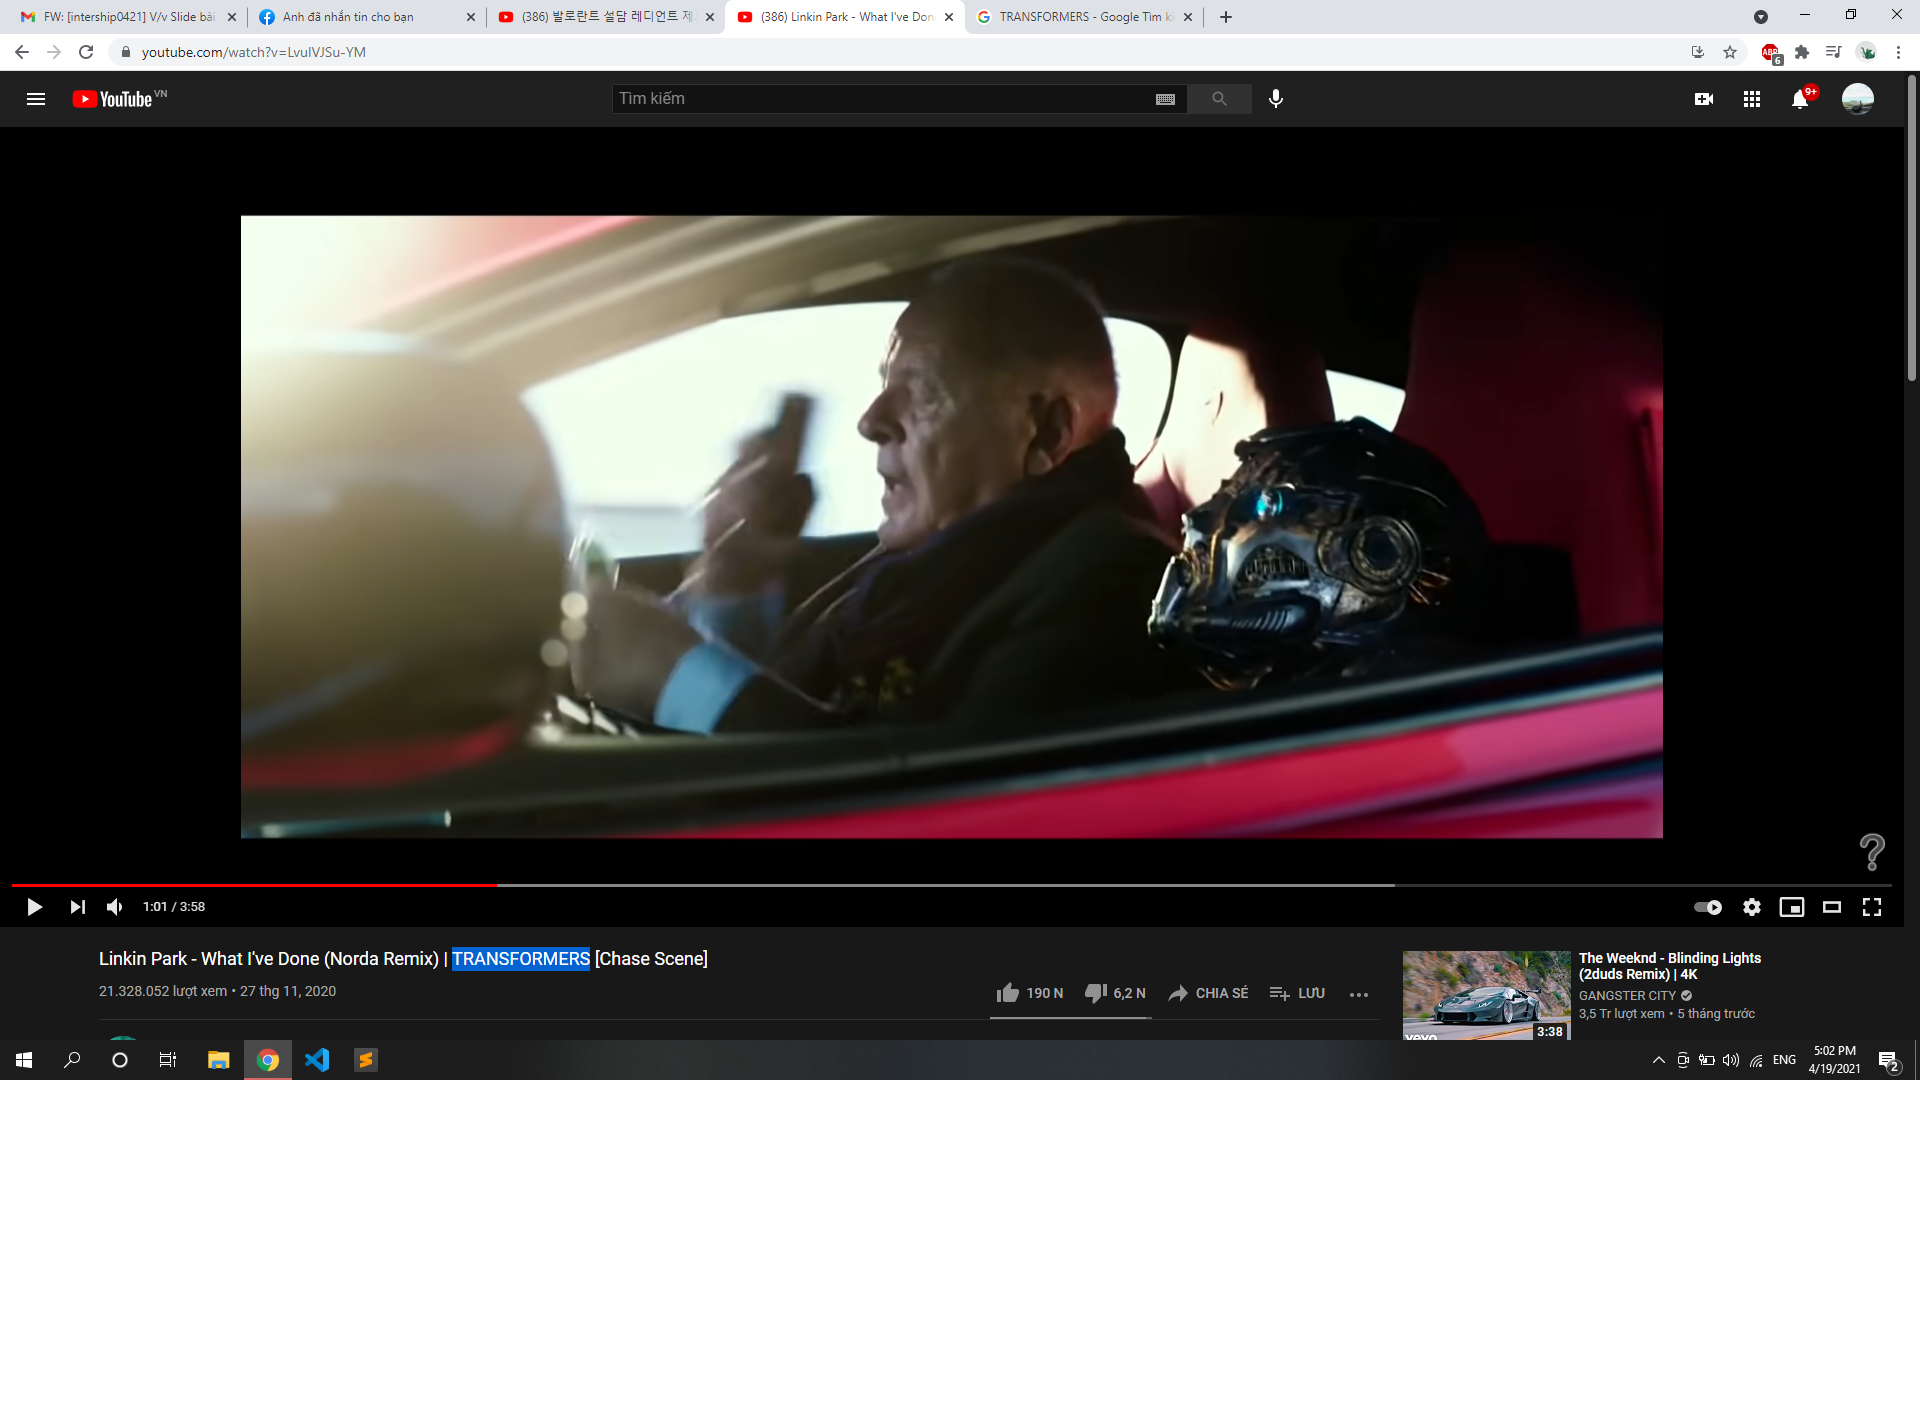 FW: [intership0421] V/v Slide bài
Anh đã nhắn tin cho bạn
(386) 발로란트 설담 레디언트 제
(386) Linkin Park - What I've Don
TRANSFORMERS - Google Tìm k
youtube.com/watch?v=LvuIVJSu-YM
ABP
6
YouTube VN
Tìm kiếm
9+
1:01 / 3:58
Linkin Park - What I've Done (Norda Remix) | TRANSFORMERS [Chase Scene]
21.328.052 lượt xem • 27 thg 11, 2020
190 N
6,2 N
CHIA SẺ
LƯU
The Weeknd - Blinding Lights
(2duds Remix) | 4K
GANGSTER CITY
3,5 Tr lượt xem • 5 tháng trước
3:38
vevo
ENG
5:02 PM
4/19/2021
2